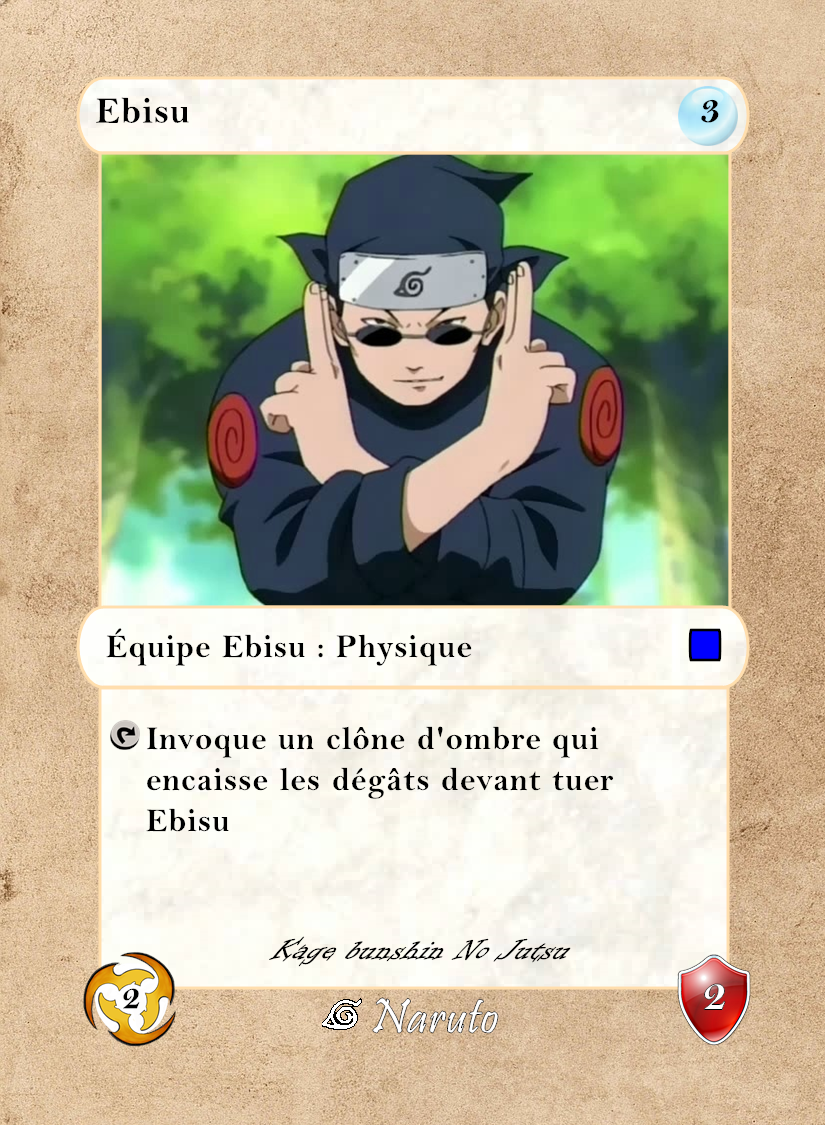 Ebisu
3
Équipe Ebisu : Physique
Invoque un clône d'ombre qui
encaisse les dégâts devant tuer
Ebisu
Kage bunshin No Jutsu
2
2
Naruto